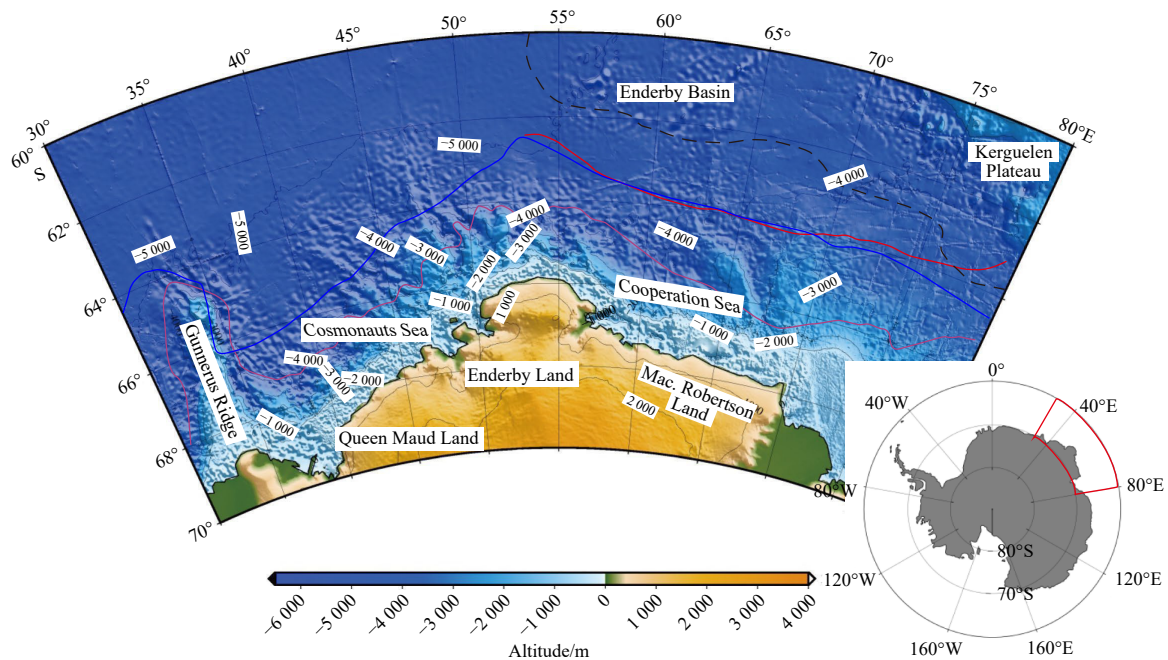 30°
35°
40°
45°
50°
55°
60°
65°
70°
75°
80°E
60°
S
62°
64°
66°
68°
70°
Enderby Basin
Kerguelen
Plateau
−5 000
−4 000
−5 000
−5 000
−4 000
−3 000
−2 000
−1 000
−4 000
−3 000
−4 000
−3 000
1 000
Cooperation Sea
Cosmonauts Sea
−1 000
−2 000
Gunnerus Ridge
−4 000
−3 000
−2 000
−1 000
Enderby Land
Mac. Robertson
Land
2 000
Queen Maud Land
−6 000
−5 000
−4 000
−3 000
−2 000
−1 000
0
1 000
2 000
3 000
4 000
Altitude/m
0°
40°W
40°E
80°W
80°E
120°W
120°E
160°W
160°E
80°S
70°S